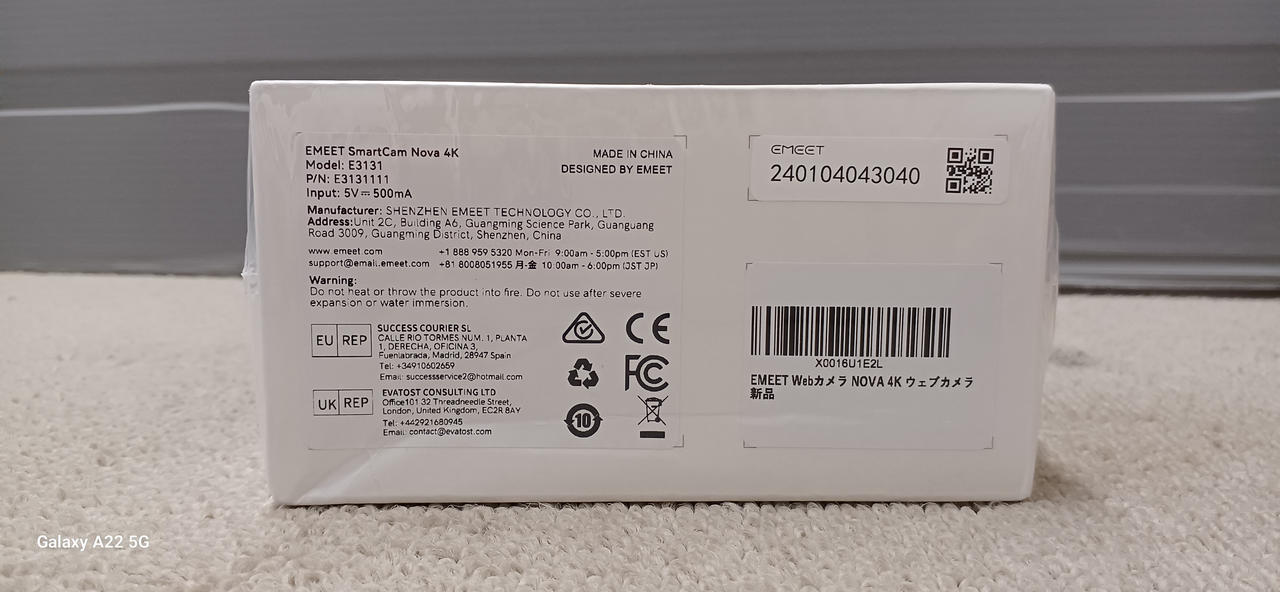 EMEET SmartCam Nova 4K
Model: E3131
P/N: E3131111
Input: 5V⎓500mA
MADE IN CHINA
DESIGNED BY EMEET
Manufacturer: SHENZHEN EMEET TECHNOLOGY CO., LTD.
Address:Unit 2C, Building A6, Guangming Science Park, Guanguang
Road 3009, Guangming District, Shenzhen, China
www.emeet.com +1 888 959 5320 Mon-Fri 9:00am - 5:00pm (EST US)
support@email.emeet.com +81 8008051955 月-金 10:00am - 6:00pm (JST JP)
Warning:
Do not heat or throw the product into fire. Do not use after severe
expansion or water immersion.
EU REP
SUCCESS COURIER SL
CALLE RIO TORMES NUM. 1, PLANTA
1, DERECHA, OFICINA 3,
Fuenlabrada, Madrid, 28947 Spain
Tel: +34910602659
Email: successservice2@hotmail.com
UK REP
EVATOST CONSULTING LTD
Office101 32 Threadneedle Street,
London, United Kingdom, EC2R 8AY
Tel: +442921680945
Email: contact@evatost.com
CE
FCC
10
EMEET
240104043040
X0016U1E2L
EMEET Webカメラ NOVA 4K ウェブカメラ
新品
Galaxy A22 5G